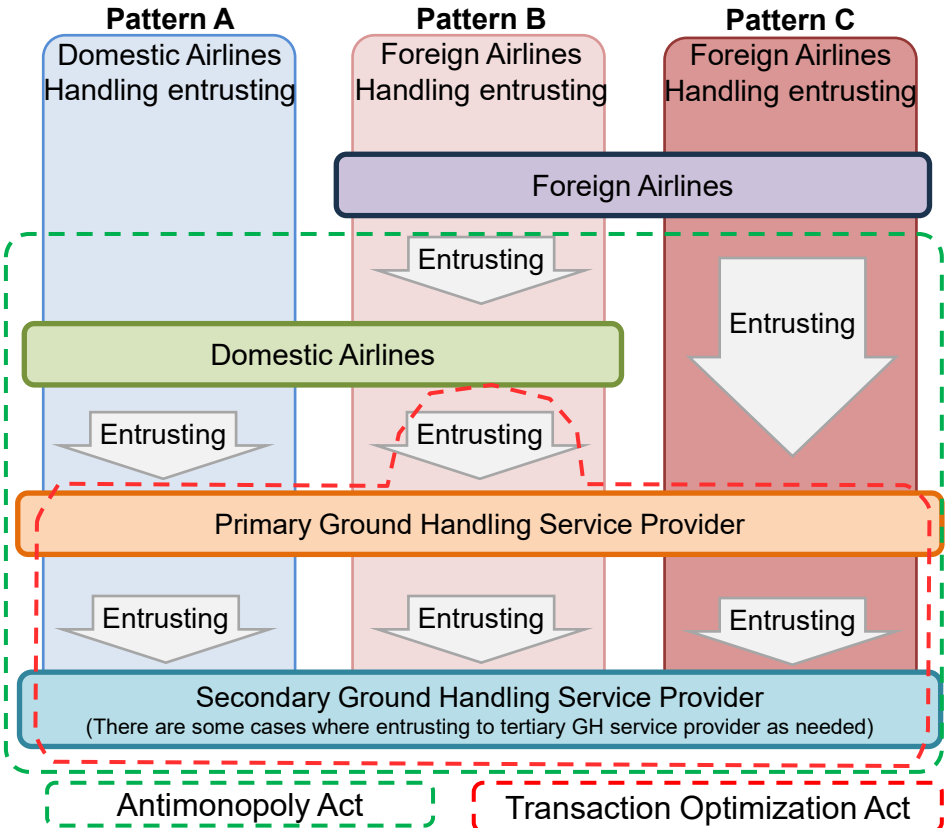 Pattern A
Pattern B
Pattern C
Domestic Airlines
Handling entrusting
Foreign Airlines
Handling entrusting
Foreign Airlines
Handling entrusting
Foreign Airlines
Entrusting
Entrusting
Domestic Airlines
Entrusting
Entrusting
Primary Ground Handling Service Provider
Entrusting
Entrusting
Entrusting
Secondary Ground Handling Service Provider
(There are some cases where entrusting to tertiary GH service provider as needed)
Antimonopoly Act
Transaction Optimization Act